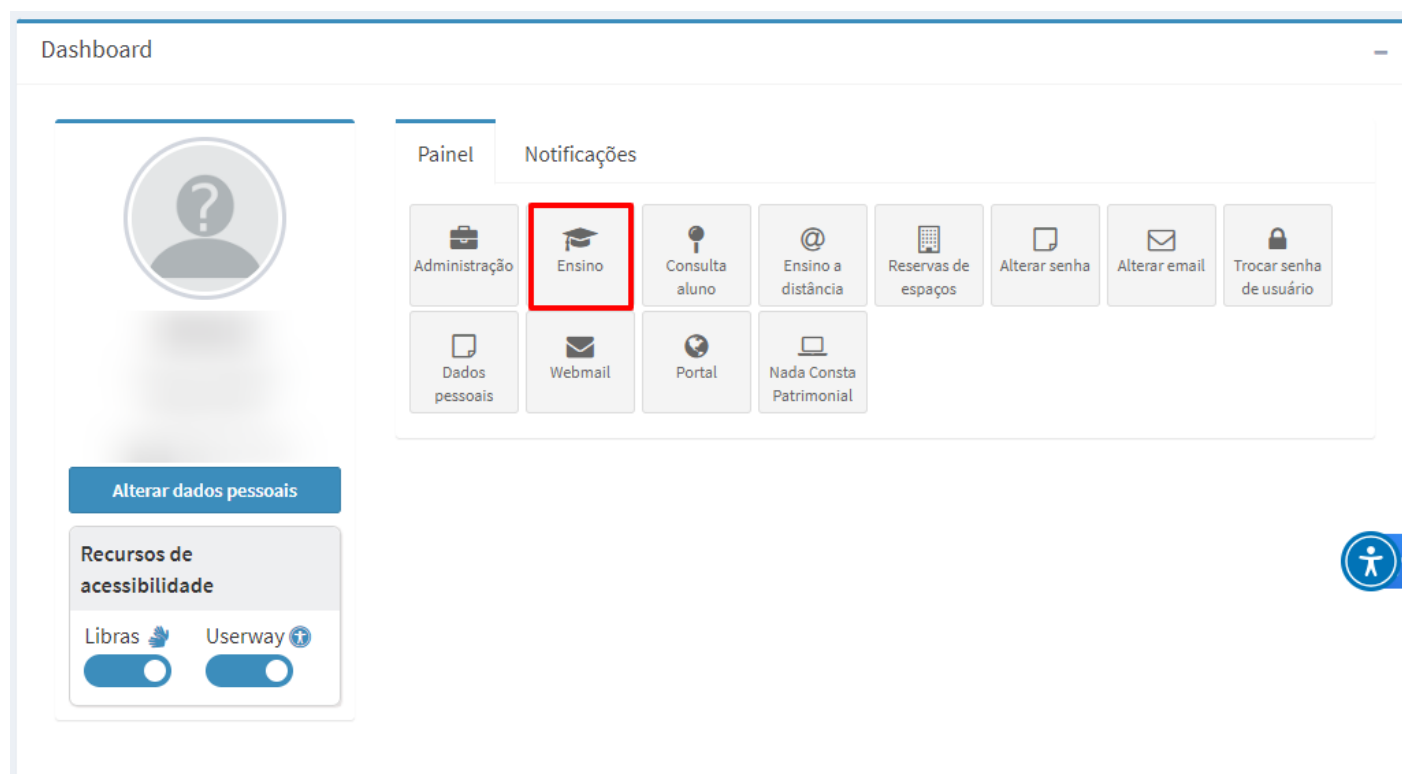 Dashboard
Painel
Notificações
Administração
Ensino
Consulta
aluno
@
Ensino a
distância
Reservas de
espaços
Alterar senha
Alterar email
Trocar senha
de usuário
Dados
pessoais
Webmail
Portal
Nada Consta
Patrimonial
Alterar dados pessoais
Recursos de
acessibilidade
Libras
Userway